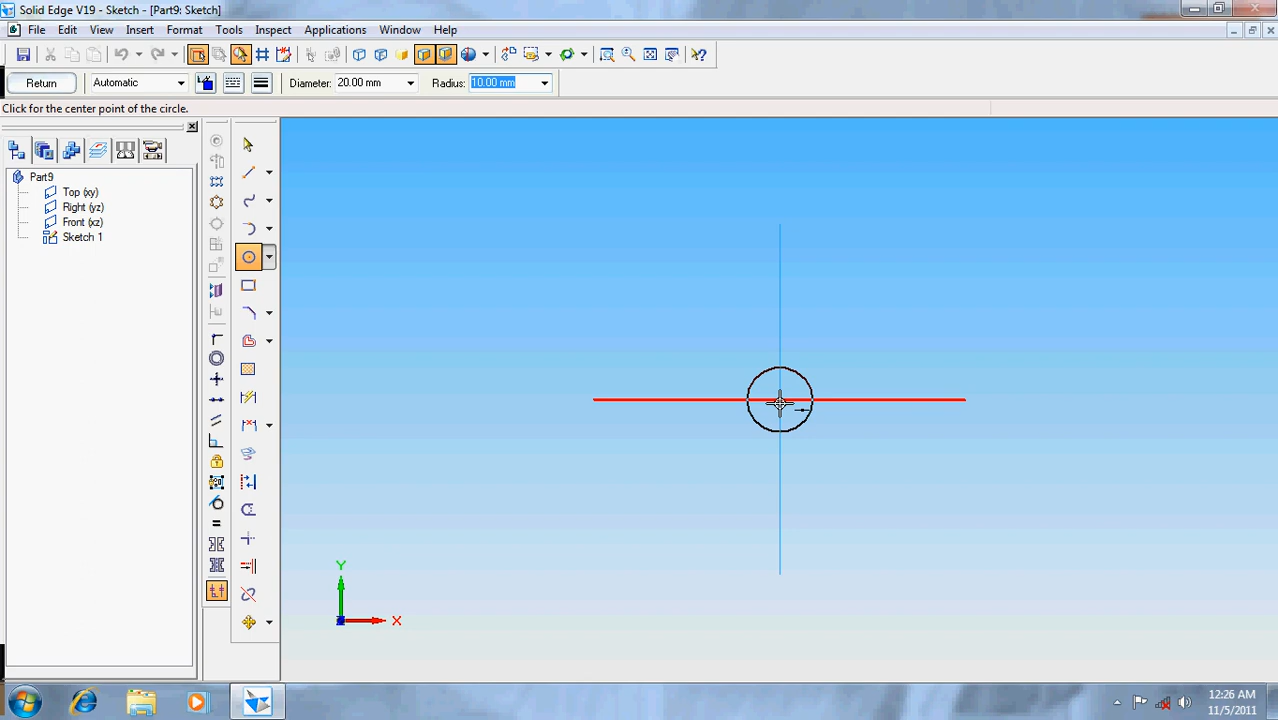 Solid Edge V19 - Sketch - [Part9: Sketch]
File Edit View Insert Format Tools Inspect Applications Window Help
Return Automatic Diameter: 20.00 mm Radius: 10.00 mm
Click for the center point of the circle.
Part9
Top (xy)
Right (yz)
Front (xz)
Sketch 1
Y
X
12:26 AM
11/5/2011